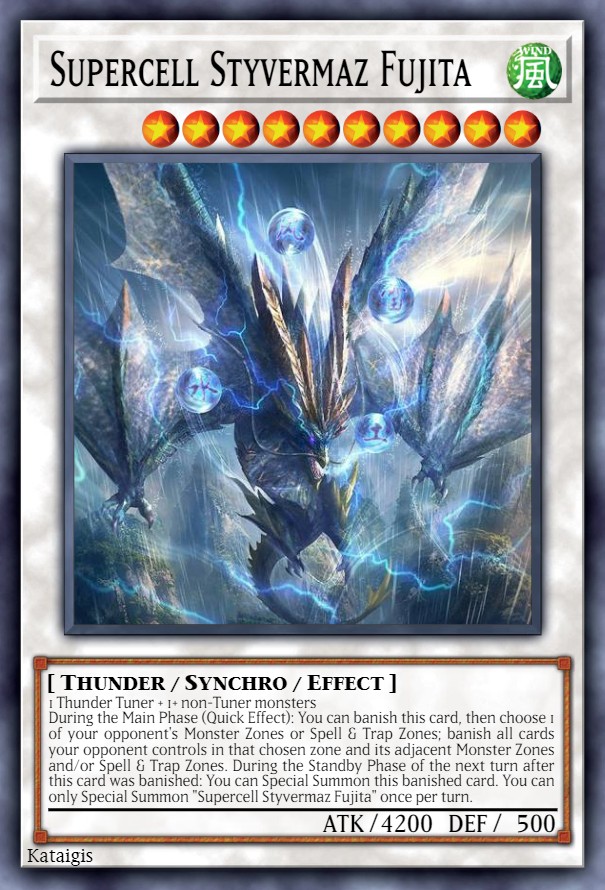 Supercell Styvermaz Fujita
WIND
風
風
水
土
[ Thunder / Synchro / Effect ]
1 Thunder Tuner + 1+ non-Tuner monsters
During the Main Phase (Quick Effect): You can banish this card, then choose 1
of your opponent's Monster Zones or Spell & Trap Zones; banish all cards
your opponent controls in that chosen zone and its adjacent Monster Zones
and/or Spell & Trap Zones. During the Standby Phase of the next turn after
this card was banished: You can Special Summon this banished card. You can
only Special Summon "Supercell Styvermaz Fujita" once per turn.
ATK / 4200 DEF / 500
Kataigis